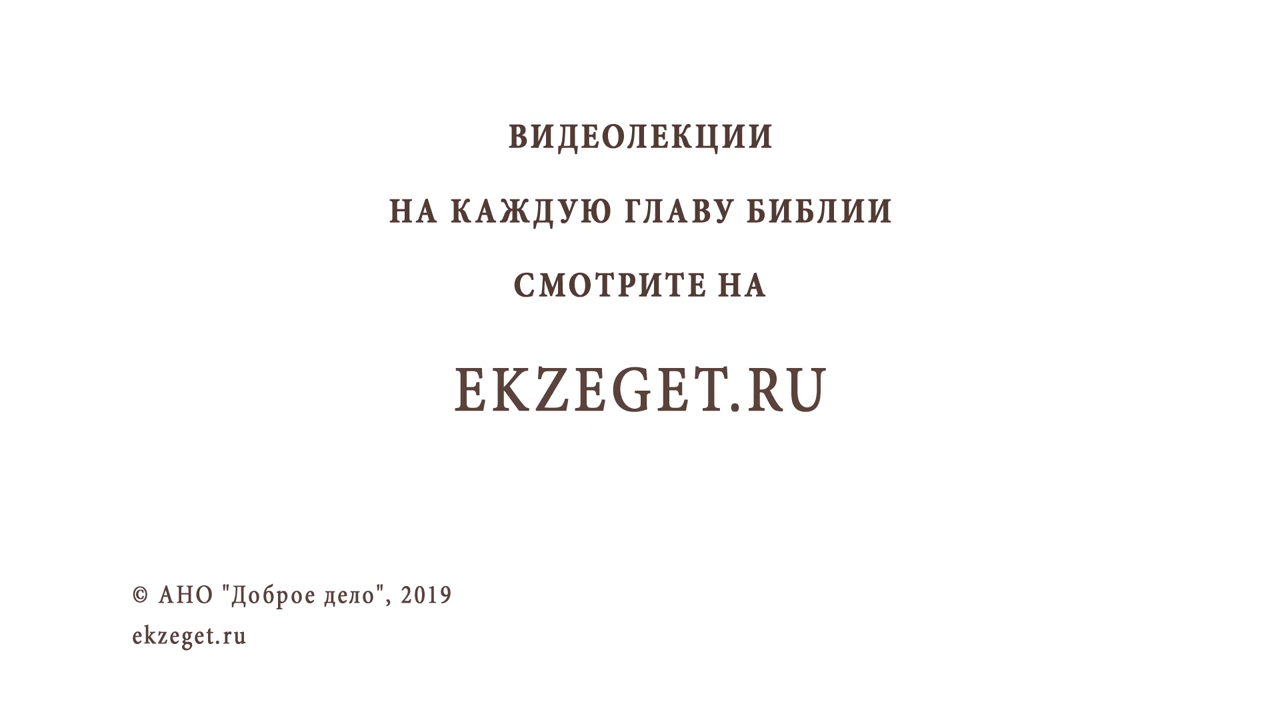 ВИДЕОЛЕКЦИИ
НА КАЖДУЮ ГЛАВУ БИБЛИИ
СМОТРИТЕ НА
EKZEGET.RU
© АНО "Доброе дело", 2019
ekzeget.ru